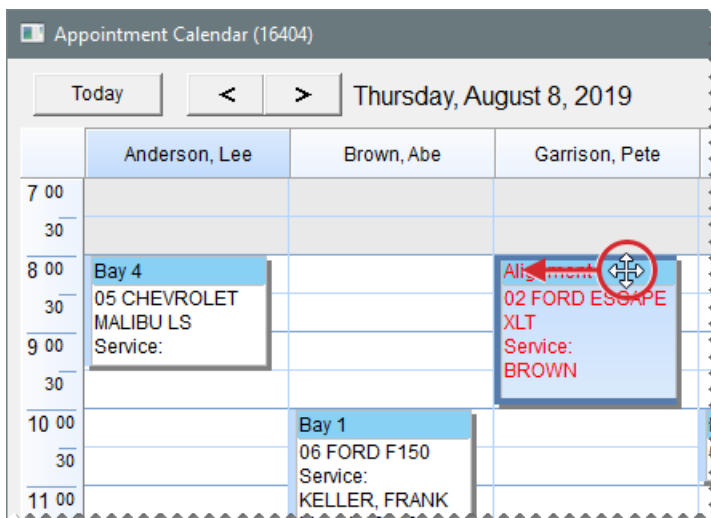 Appointment Calendar (16404)
Today < > Thursday, August 8, 2019
Anderson, Lee Brown, Abe Garrison, Pete
7 00
30
8 00
30
9 00
30
10 00
30
11 00
Bay 4
05 CHEVROLET
MALIBU LS
Service:
Bay 1
06 FORD F150
Service:
KELLER, FRANK
Alignment
02 FORD ESCAPE
XLT
Service:
BROWN